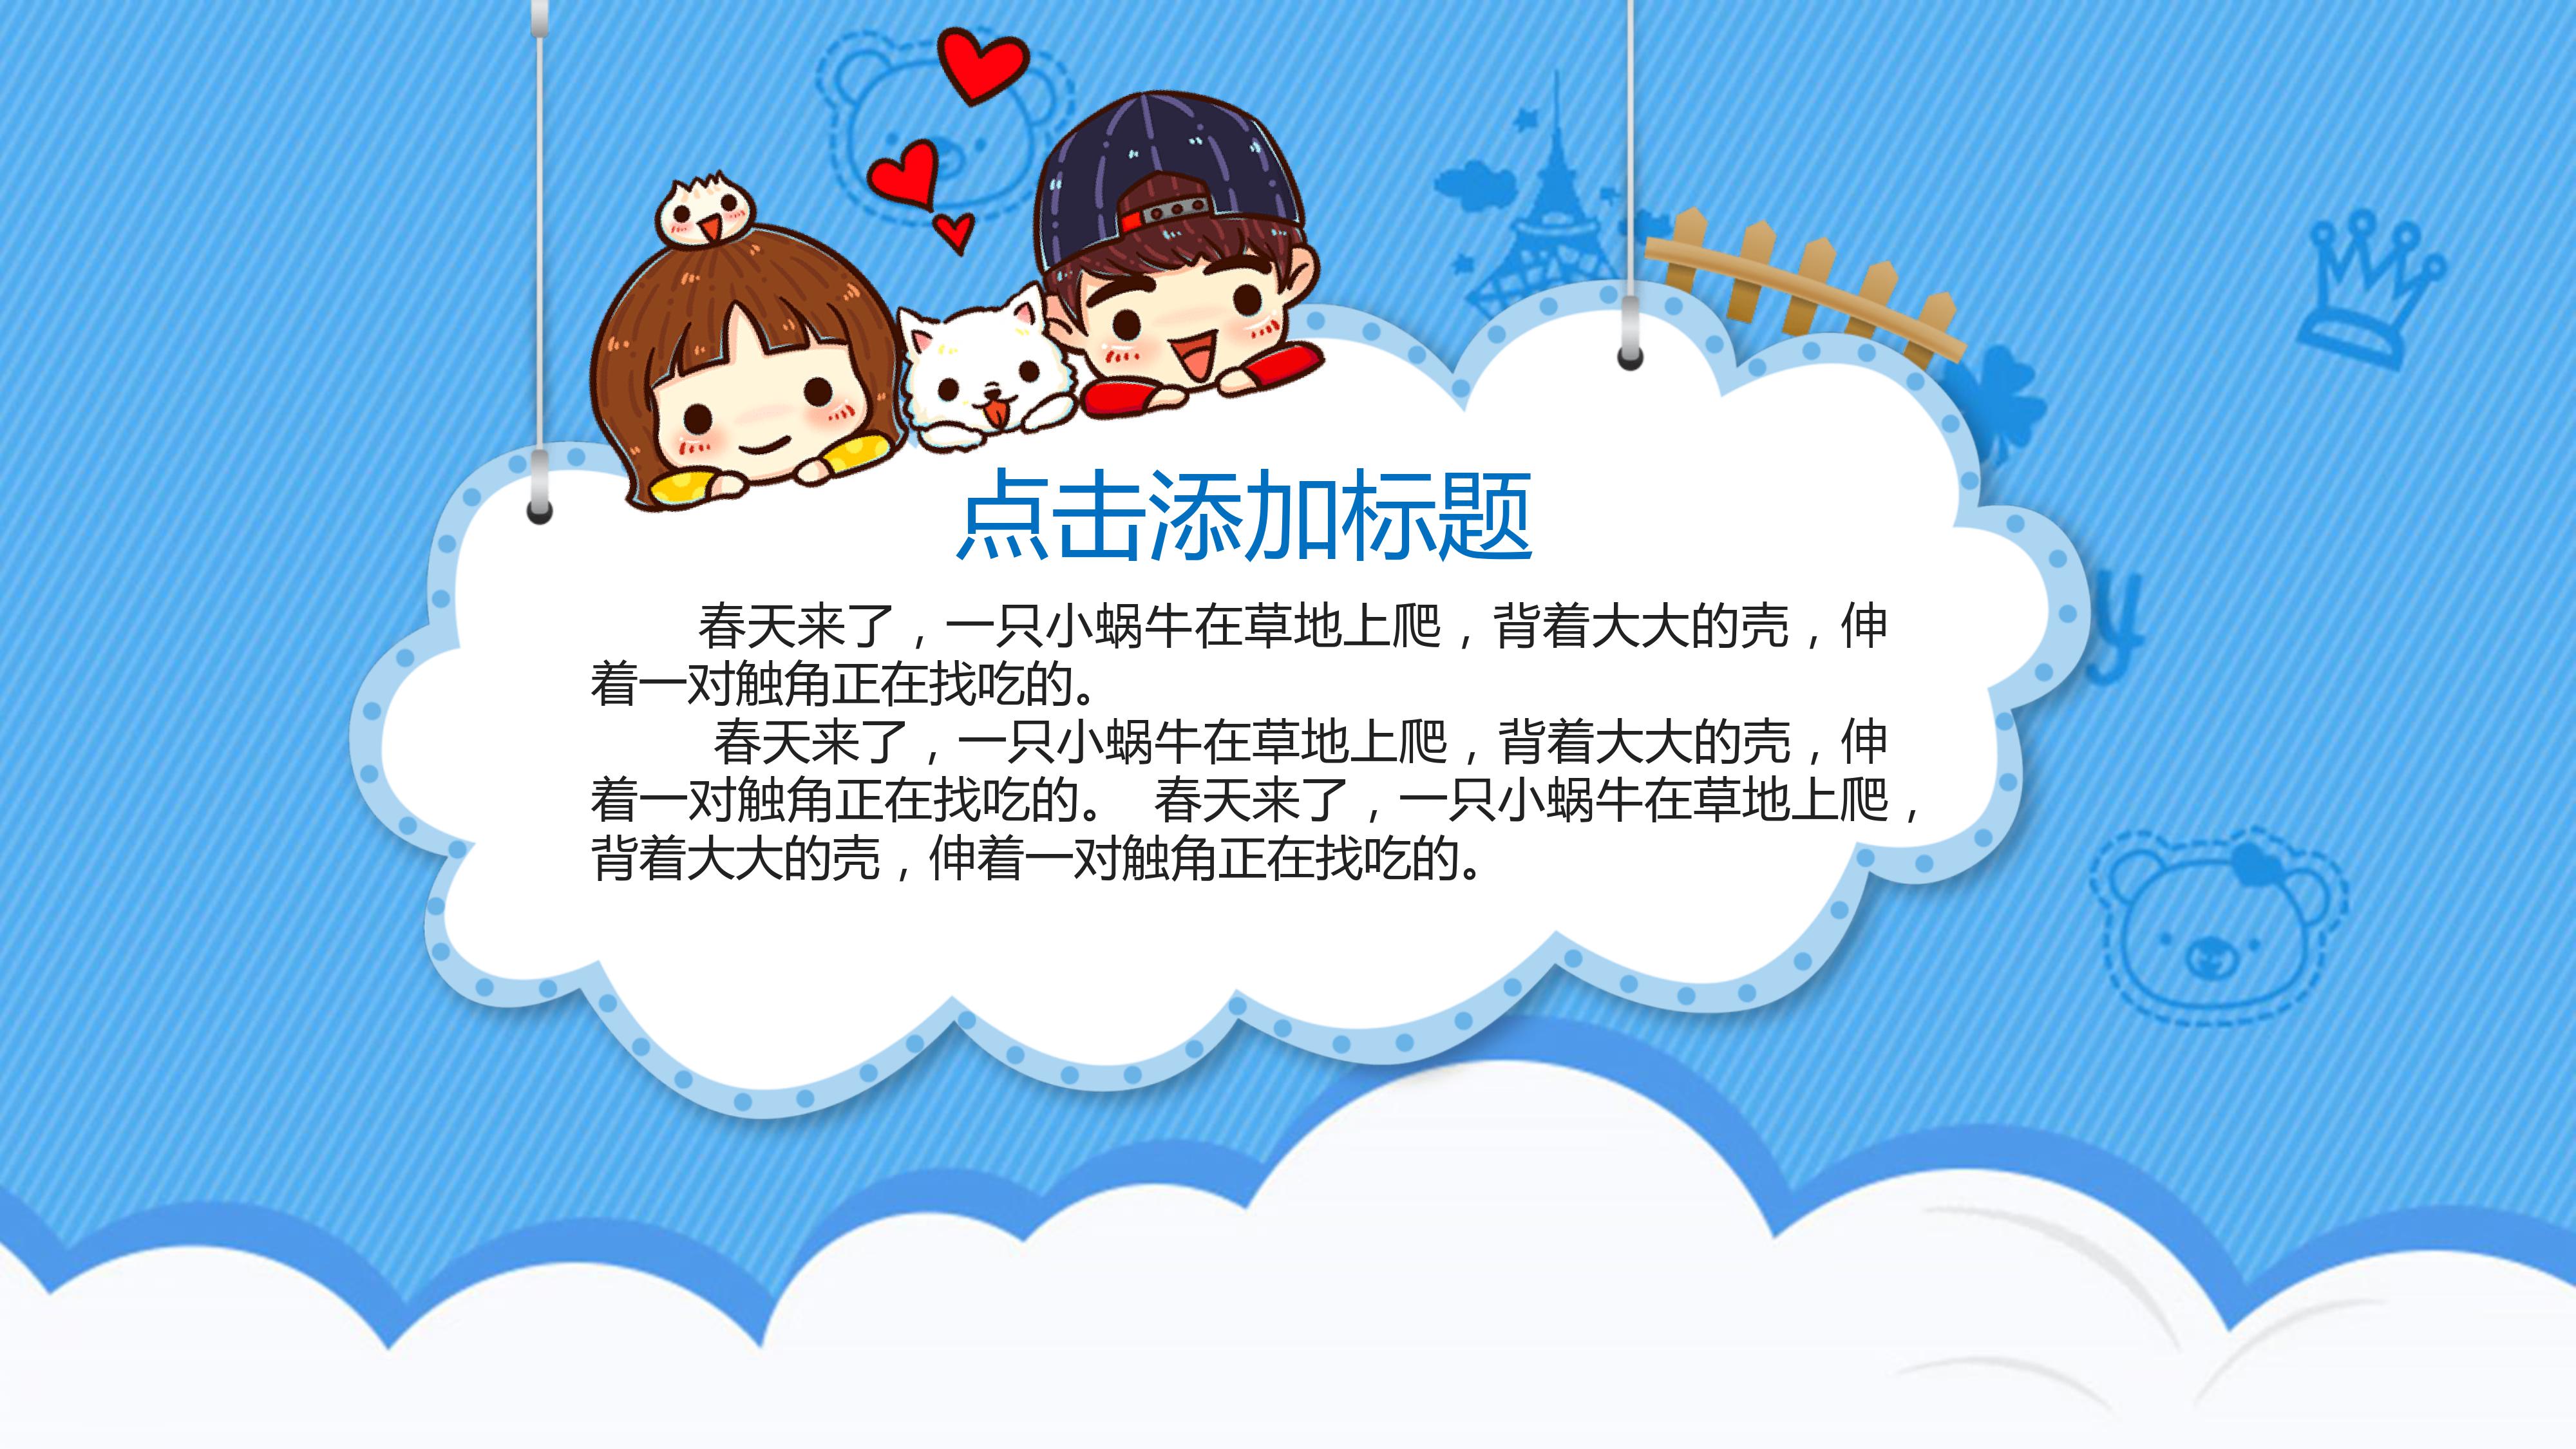 点击添加标题
春天来了，一只小蜗牛在草地上爬，背着大大的壳，伸
着一对触角正在找吃的。
春天来了，一只小蜗牛在草地上爬，背着大大的壳，伸
着一对触角正在找吃的。 春天来了，一只小蜗牛在草地上爬，
背着大大的壳，伸着一对触角正在找吃的。
y